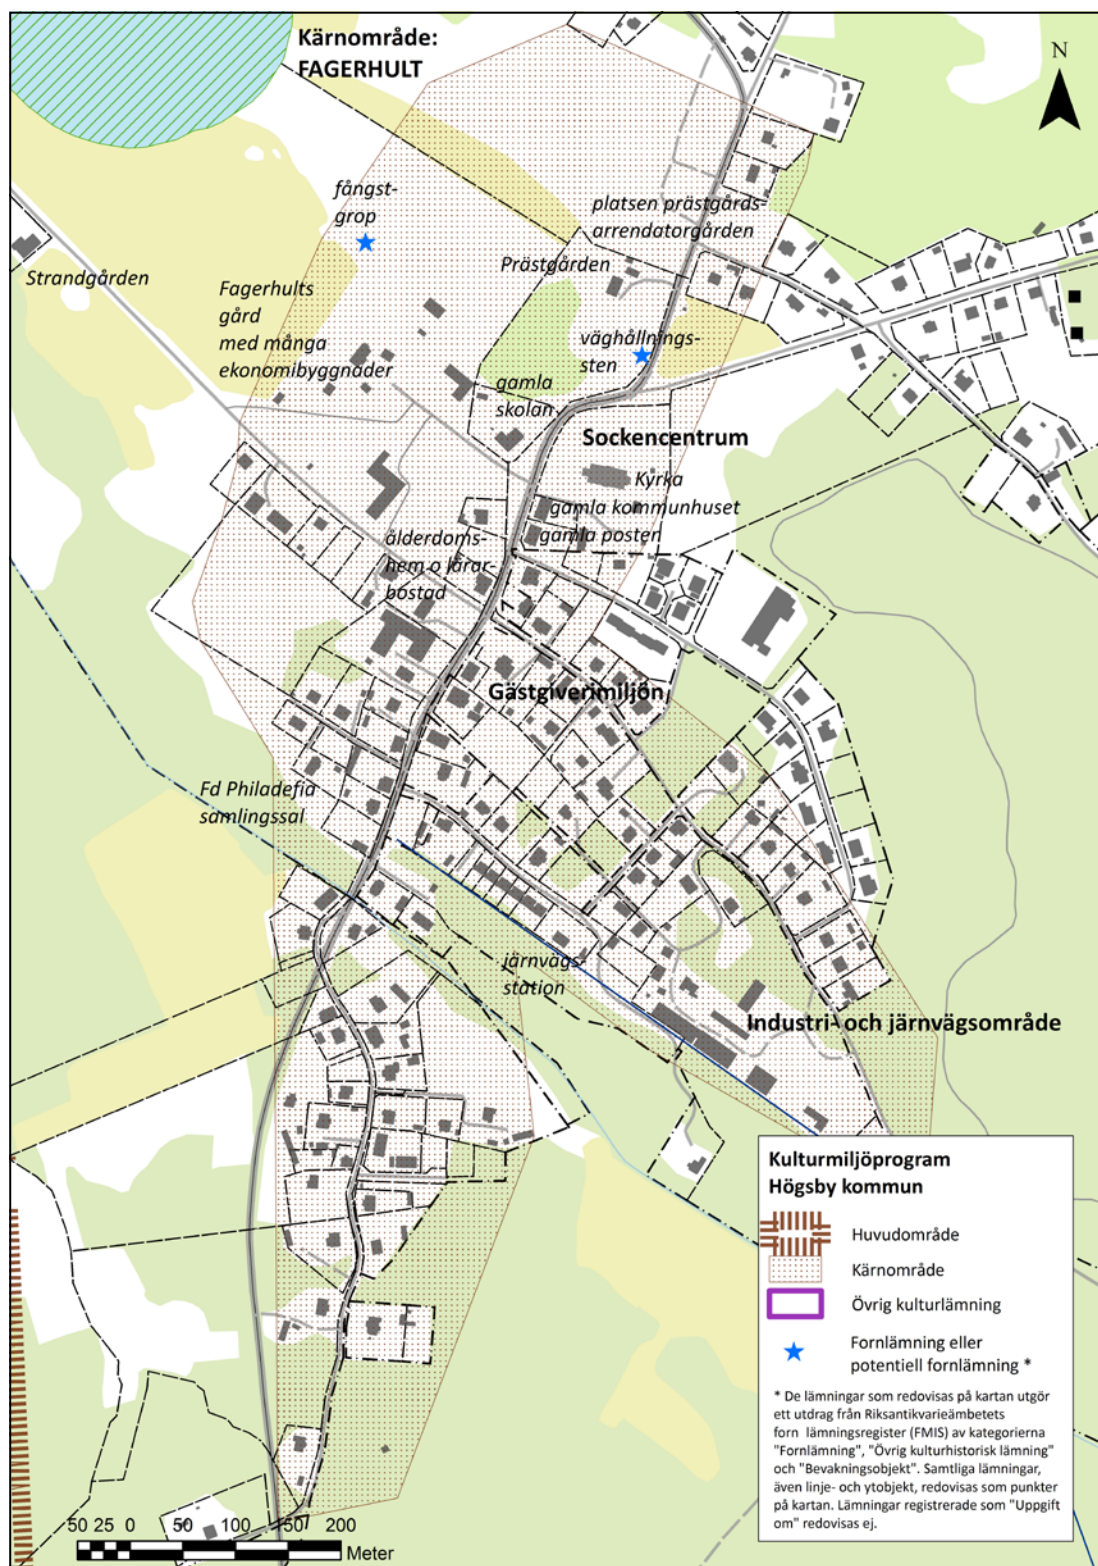 Kärnområde:
FAGERHULT
N
fångst-
grop
platsen prästgårds-
arrendatorgården
Prästgården
Strandgården
Fagerhults
gård
med många
ekonomibyggnader
väghållnings-
sten
gamla
skolan
Sockencentrum
Kyrka
gamla kommunhuset
gamla posten
ålderdoms-
hem o lärar-
bostad
Gästgiverimiljön
Fd Philadefia
samlingssal
järnvägs-
station
Industri- och järnvägsområde
Kulturmiljöprogram
Högsby kommun
Huvudområde
Kärnområde
Övrig kulturlämning
Fornlämning eller
potentiell fornlämning *
* De lämningar som redovisas på kartan utgör
ett utdrag från Riksantikvarieämbetets
forn lämningsregister (FMIS) av kategorierna
"Fornlämning", "Övrig kulturhistorisk lämning"
och "Bevakningsobjekt". Samtliga lämningar,
även linje- och ytobjekt, redovisas som punkter
på kartan. Lämningar registrerade som "Uppgift
om" redovisas ej.
50 25 0 50 100 150 200
Meter